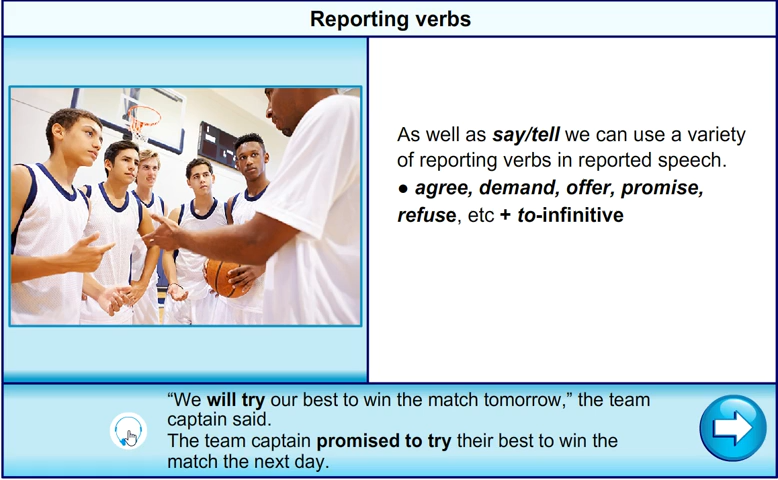 Reporting verbs
As well as say/tell we can use a variety
of reporting verbs in reported speech.
● agree, demand, offer, promise,
refuse, etc + to-infinitive
“We will try our best to win the match tomorrow,” the team
captain said.
The team captain promised to try their best to win the
match the next day.